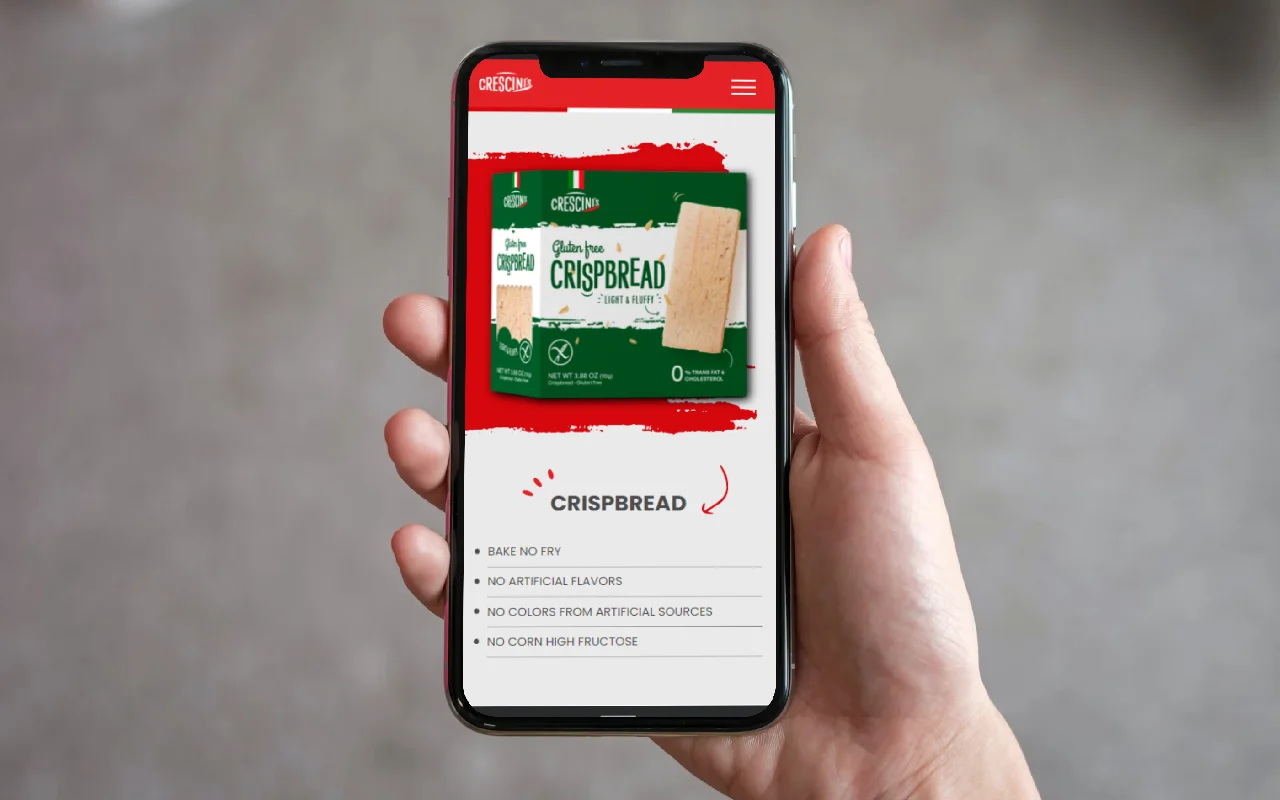 CRESCINI'S
CRESCINI'S
Gluten free
CRISPBREAD
CRESCINI'S
Gluten free
CRISPBREAD
LIGHT & FLUFFY
NET WT 3.88 OZ
Crispbread - Gluten free
0 % TRANS FAT &
CHOLESTEROL
CRISPBREAD
BAKE NO FRY
NO ARTIFICIAL FLAVORS
NO COLORS FROM ARTIFICIAL SOURCES
NO CORN HIGH FRUCTOSE